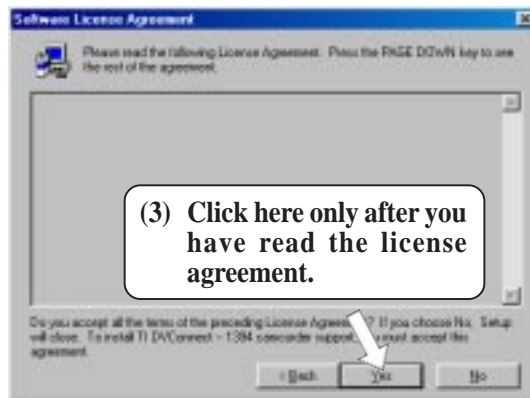 Software License Agreement
Please read the following License Agreement. Press the PAGE DOWN key to see
the rest of the agreement.
(3) Click here only after you
have read the license
agreement.
Do you accept all the terms of the preceding License Agreement? If you choose No, Setup
will close. To install TI DVConnect - 1394 camcorder support, you must accept this
agreement.
< Back
Yes
No